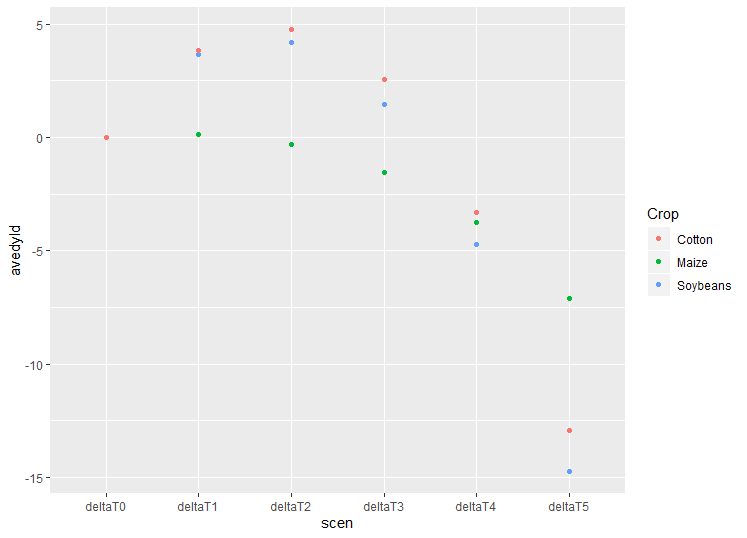 5
0
-5
-10
-15
avedyld
deltaT0 deltaT1 deltaT2 deltaT3 deltaT4 deltaT5
scen
Crop
Cotton
Maize
Soybeans